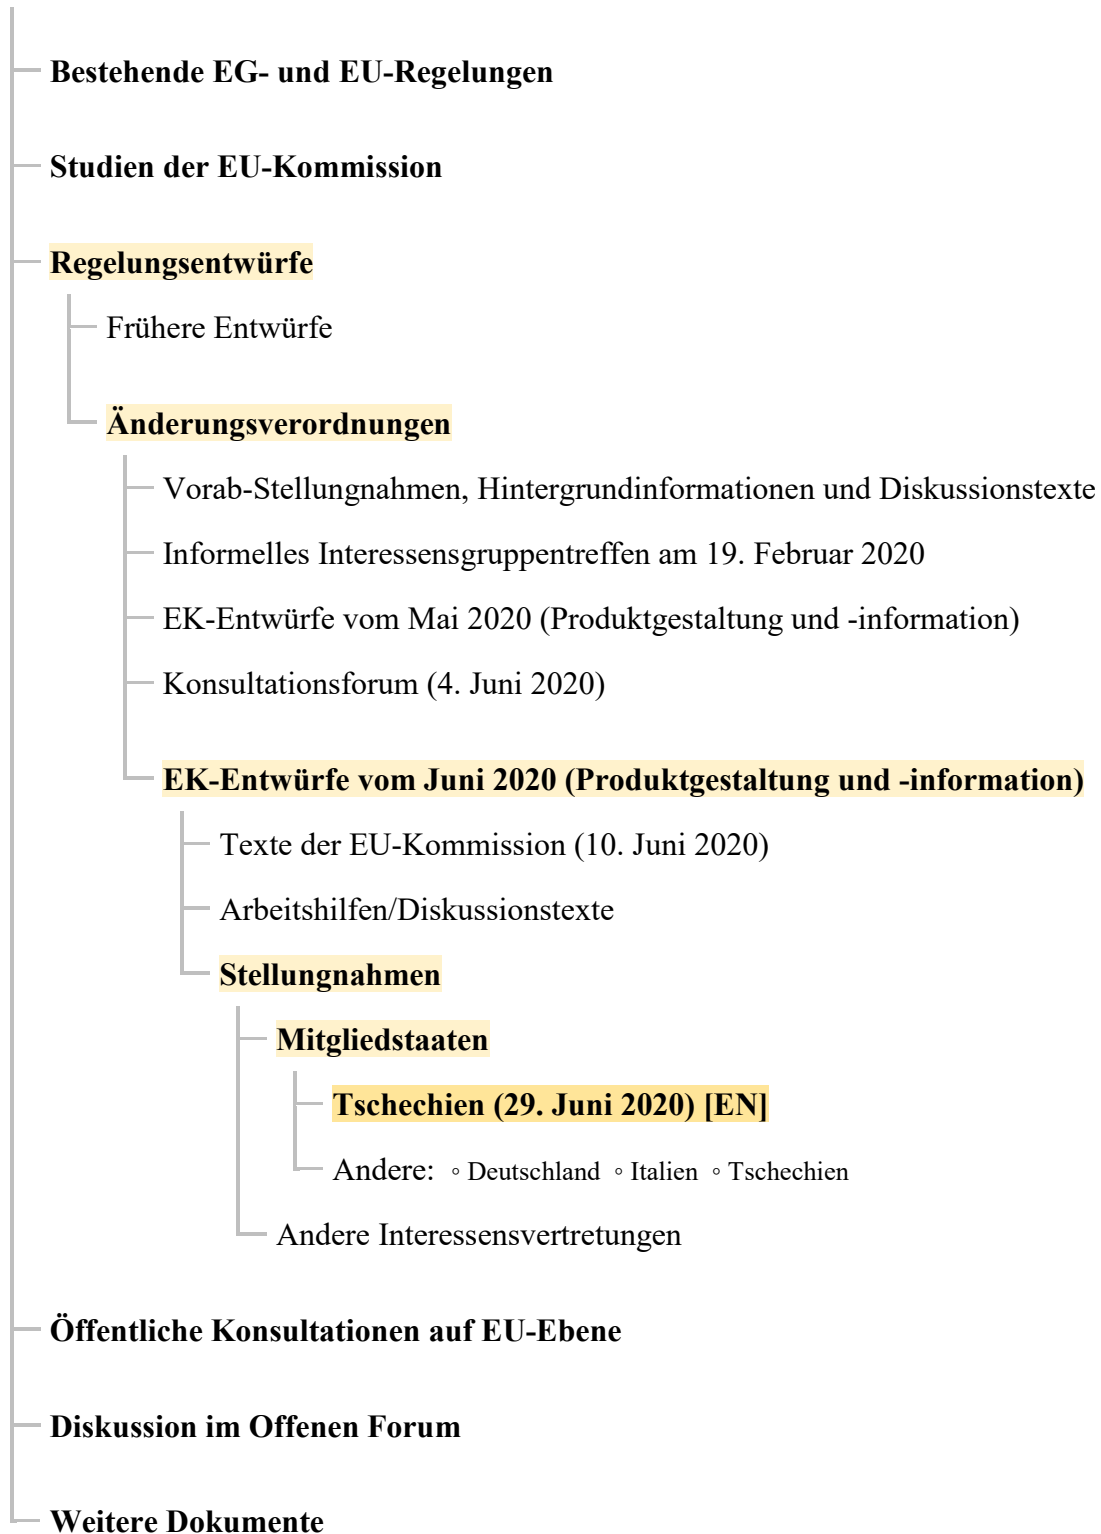 Bestehende EG- und EU-Regelungen
Studien der EU-Kommission
Regelungsentwürfe
Frühere Entwürfe
Änderungsverordnungen
Vorab-Stellungnahmen, Hintergrundinformationen und Diskussionstexte
Informelles Interessensgruppentreffen am 19. Februar 2020
EK-Entwürfe vom Mai 2020 (Produktgestaltung und -information)
Konsultationsforum (4. Juni 2020)
EK-Entwürfe vom Juni 2020 (Produktgestaltung und -information)
Texte der EU-Kommission (10. Juni 2020)
Arbeitshilfen/Diskussionstexte
Stellungnahmen
Mitgliedstaaten
Tschechien (29. Juni 2020) [EN]
Andere: ◦ Deutschland ◦ Italien ◦ Tschechien
Andere Interessensvertretungen
Öffentliche Konsultationen auf EU-Ebene
Diskussion im Offenen Forum
Weitere Dokumente